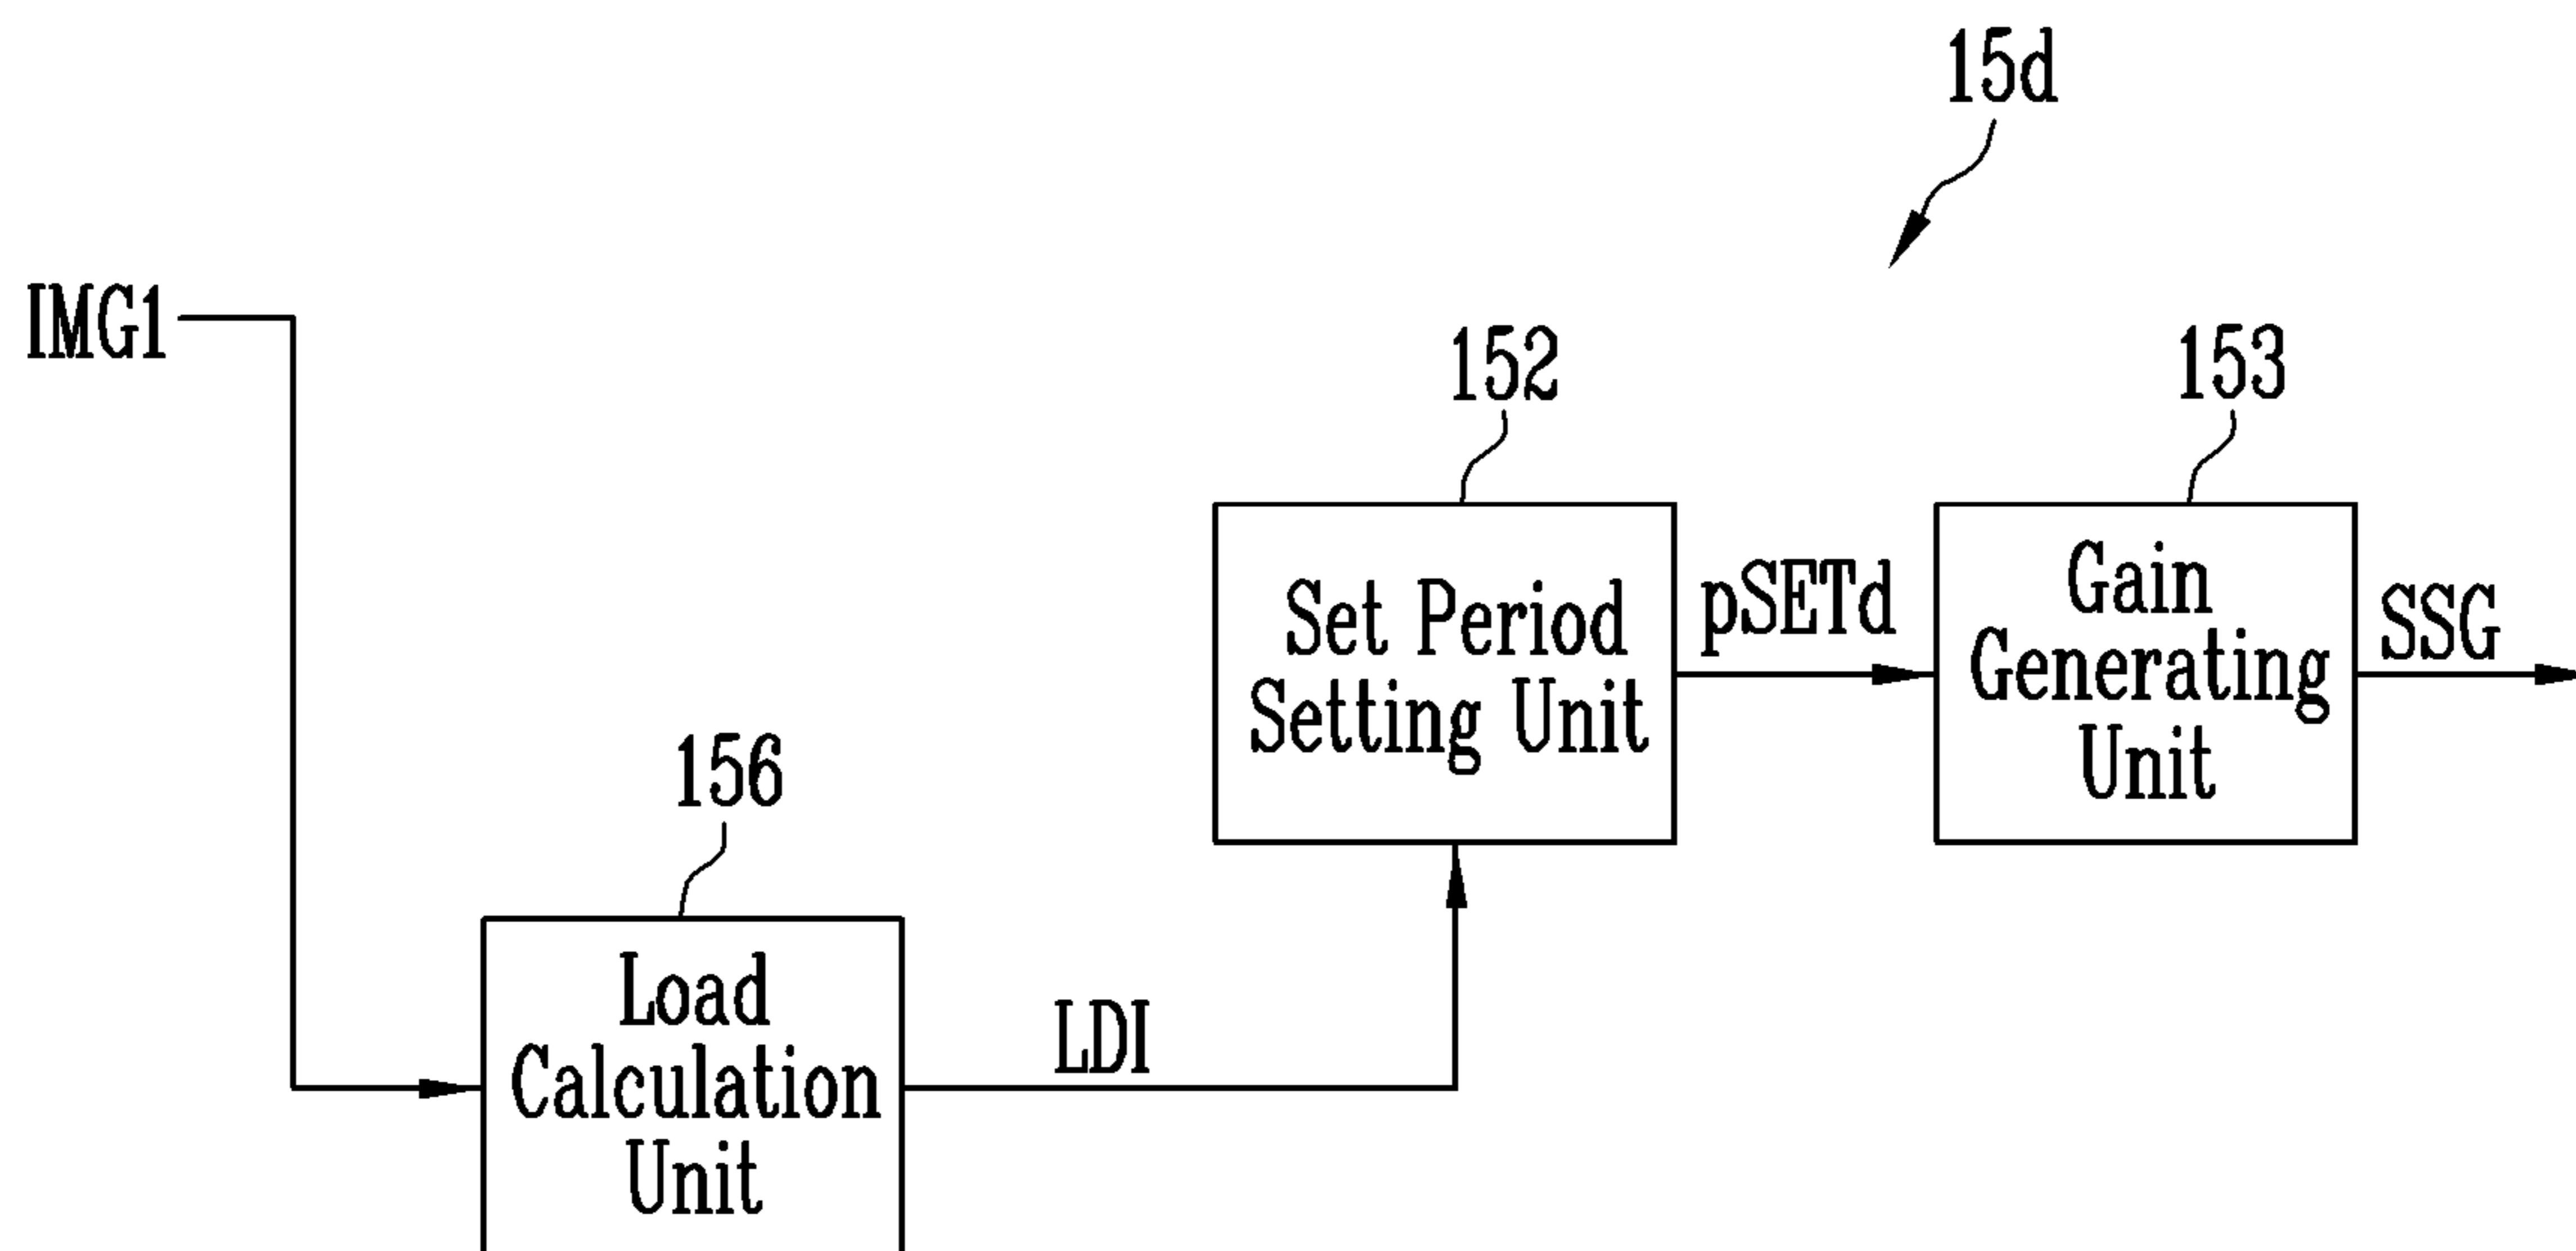 15d
IMG1
152
153
Set Period
Setting Unit
pSETd
Gain
Generating
Unit
SSG
156
Load
Calculation
Unit
LDI